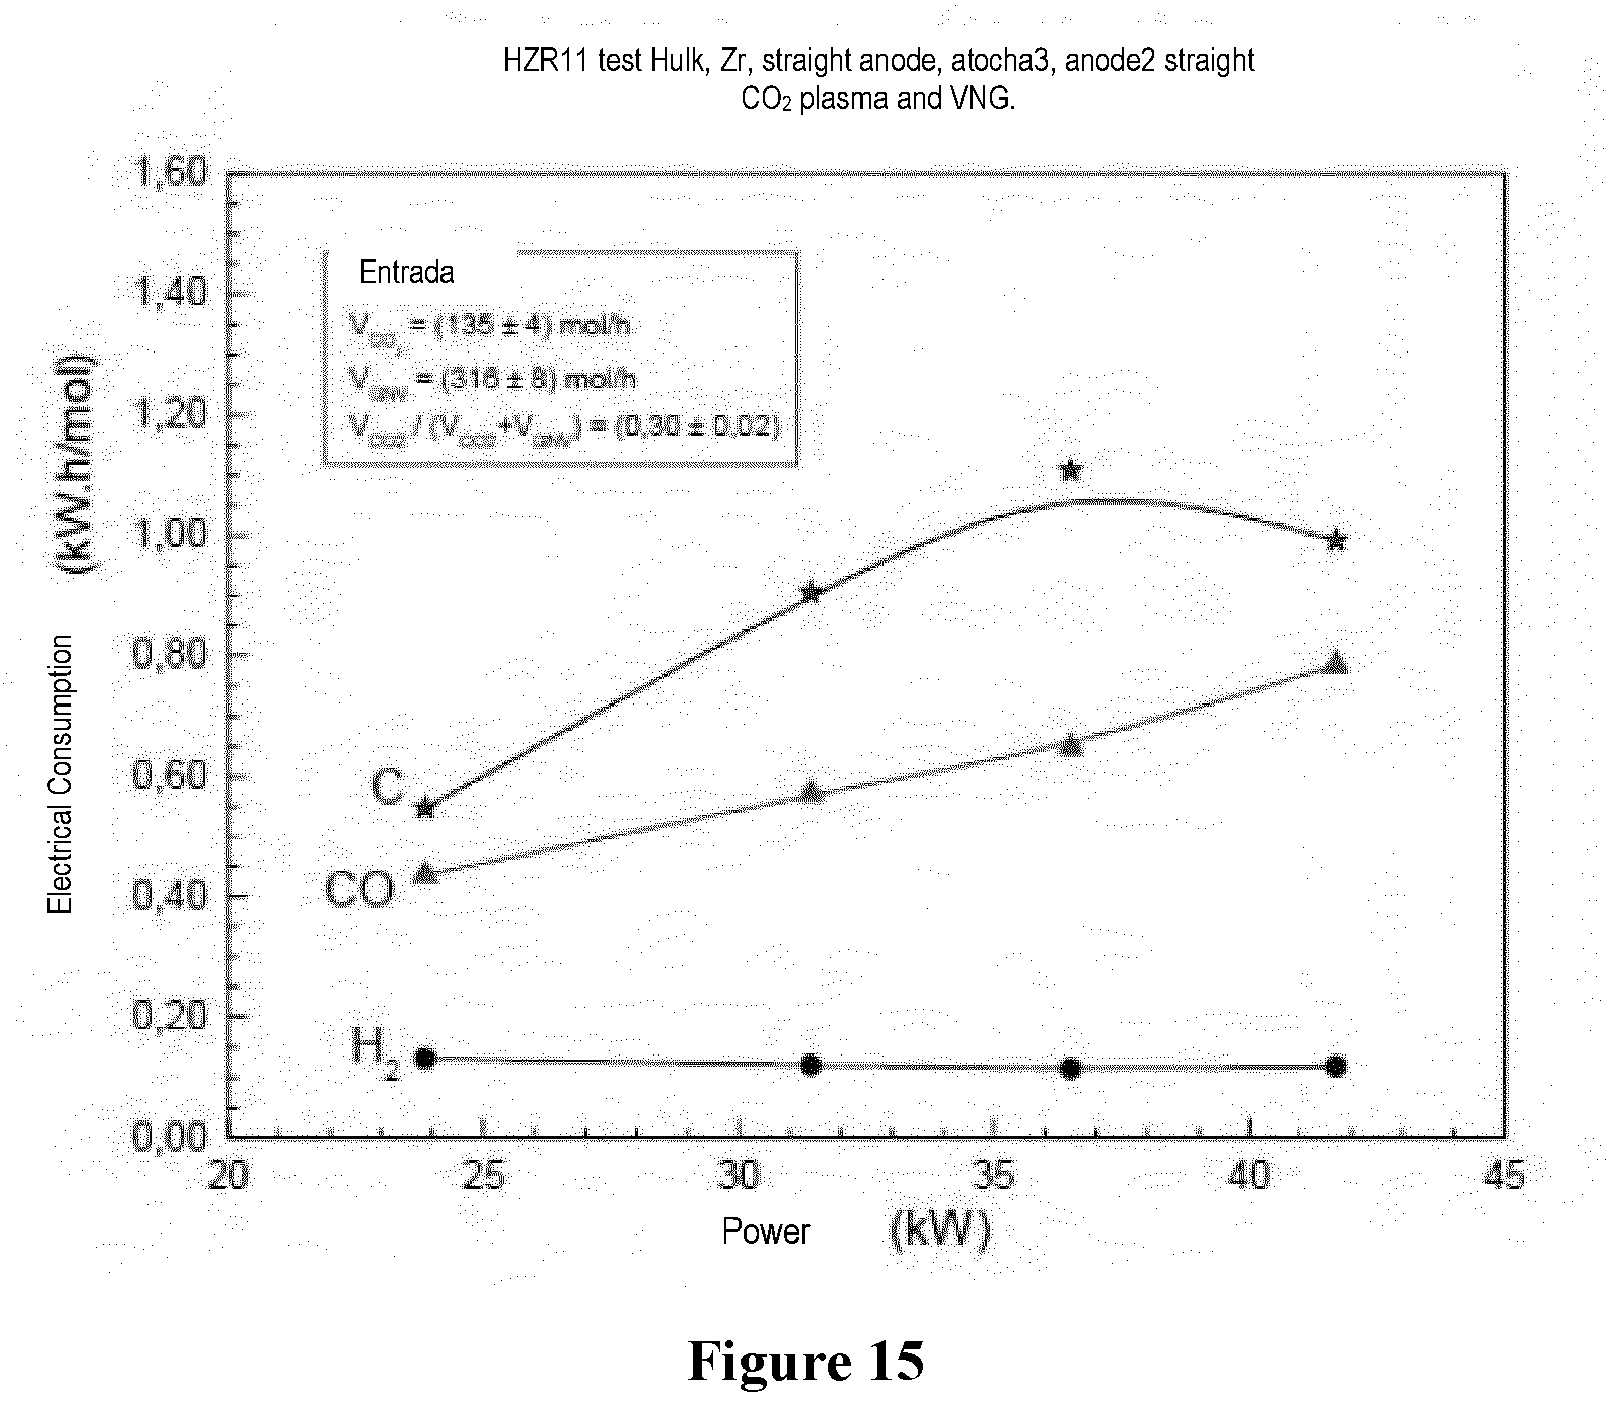 HZR11 test Hulk, Zr, straight anode, atocha3, anode2 straight
CO₂ plasma and VNG.
1,60
1,40
1,20
1,00
0,80
0,60
0,40
0,20
0,00
Electrical Consumption (kW.h/mol)
Entrada
V = (135 ± 4) mol/h
V = (316 ± 8) mol/h
V / (V + V ) = (0,30 ± 0,02)
C
CO
H₂
20 25 30 35 40 45
Power (kW)
Figure 15